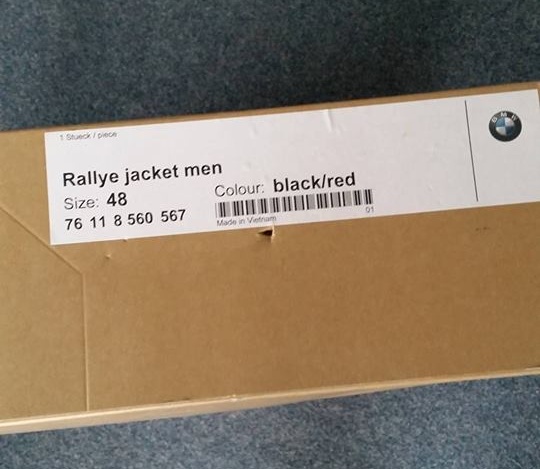 1 Stueck / piece
BMW
Rallye jacket men
Size: 48
Colour: black/red
76 11 8 560 567
01
Made in Vietnam